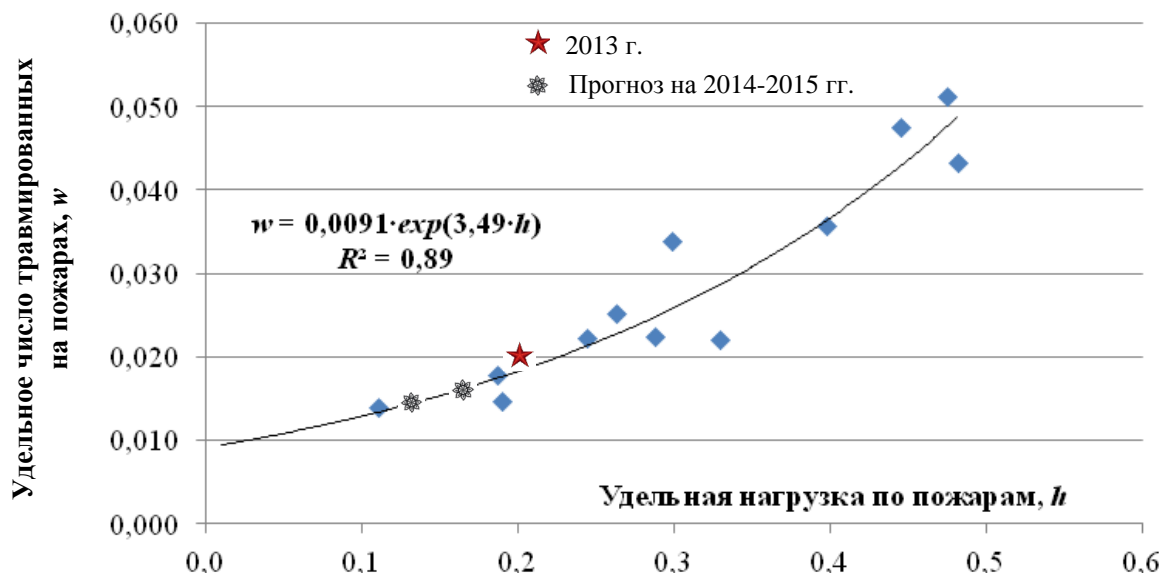 0,060
0,050
0,040
0,030
0,020
0,010
0,000
Удельное число травмированных
на пожарах, w
2013 г.
Прогноз на 2014-2015 гг.
w = 0,0091·exp(3,49·h)
R² = 0,89
Удельная нагрузка по пожарам, h
0,0 0,1 0,2 0,3 0,4 0,5 0,6